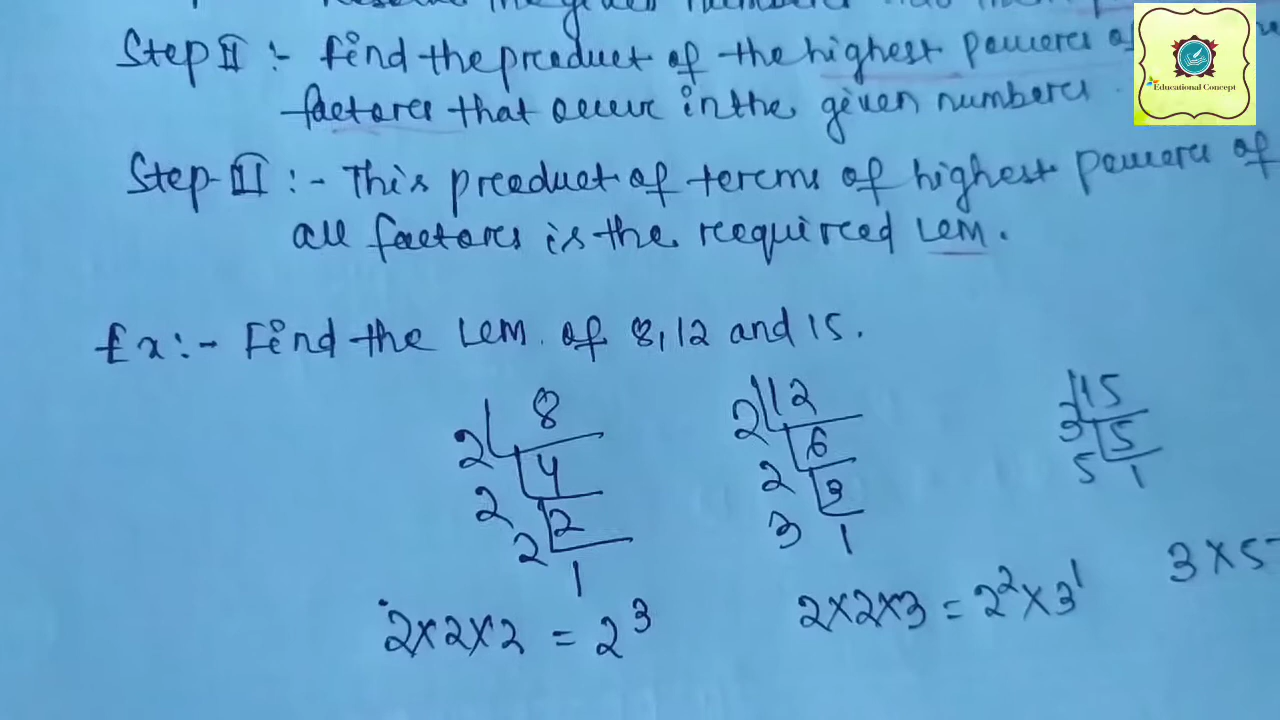 the given numbers
Step II :- Find the product of the highest powers of
factors that occur in the given numbers.
Educational Concept
Step III :- This product of terms of highest powers of
all factors is the required LCM.
Ex :- Find the LCM. of 8, 12 and 15.
2 8
2 4
2 2
1
2 12
2 6
3 3
1
3 15
5 5
1
2×2×2 = 2³
2×2×3 = 2²×3¹
3×5